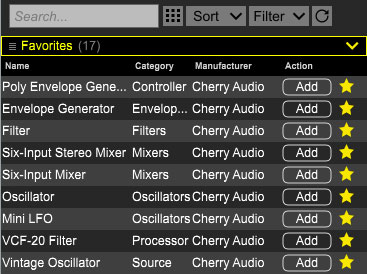 Search...
Sort
Filter
Favorites (17)
Name Category Manufacturer Action
Poly Envelope Gene... Controller Cherry Audio Add
Envelope Generator Envelop... Cherry Audio Add
Filter Filters Cherry Audio Add
Six-Input Stereo Mixer Mixers Cherry Audio Add
Six-Input Mixer Mixers Cherry Audio Add
Oscillator Oscillators Cherry Audio Add
Mini LFO Oscillators Cherry Audio Add
VCF-20 Filter Processor Cherry Audio Add
Vintage Oscillator Source Cherry Audio Add